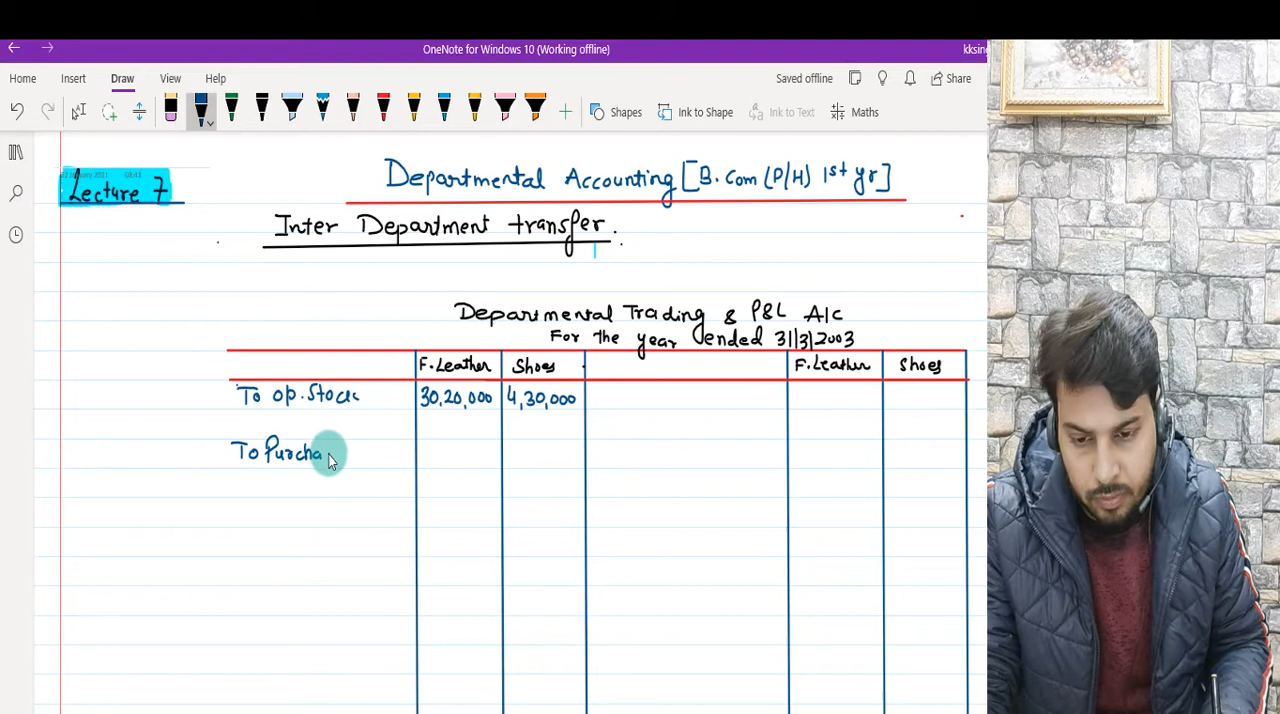 OneNote for Windows 10 (Working offline)
kksing
Home Insert Draw View Help
Saved offline
Share
Shapes
Ink to Shape
Ink to Text
Maths
Lecture 7
Departmental Accounting [B.Com (P/H) 1st yr]
Inter Department transfer.
Departmental Trading & P&L A/C
For the year ended 31/3/2003
F.Leather Shoes F.Leather Shoes
To Op. Stock 30,20,000 4,30,000
To Purcha